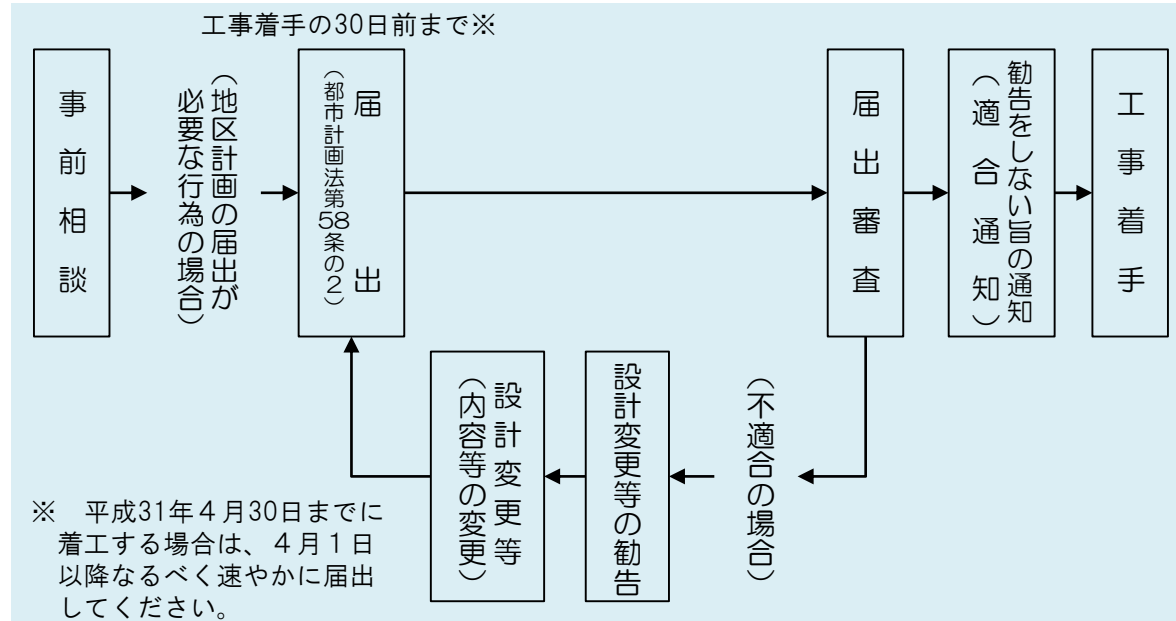 工事着手の30日前まで※
事前相談
（地区計画の届出が
必要な行為の場合）
届出
（都市計画法第58条の２）
届出審査
勧告をしない旨の通知
（適合通知）
工事着手
（不適合の場合）
設計変更等の勧告
設計変更等
（内容等の変更）
※　平成31年４月30日までに
着工する場合は、４月１日
以降なるべく速やかに届出
してください。